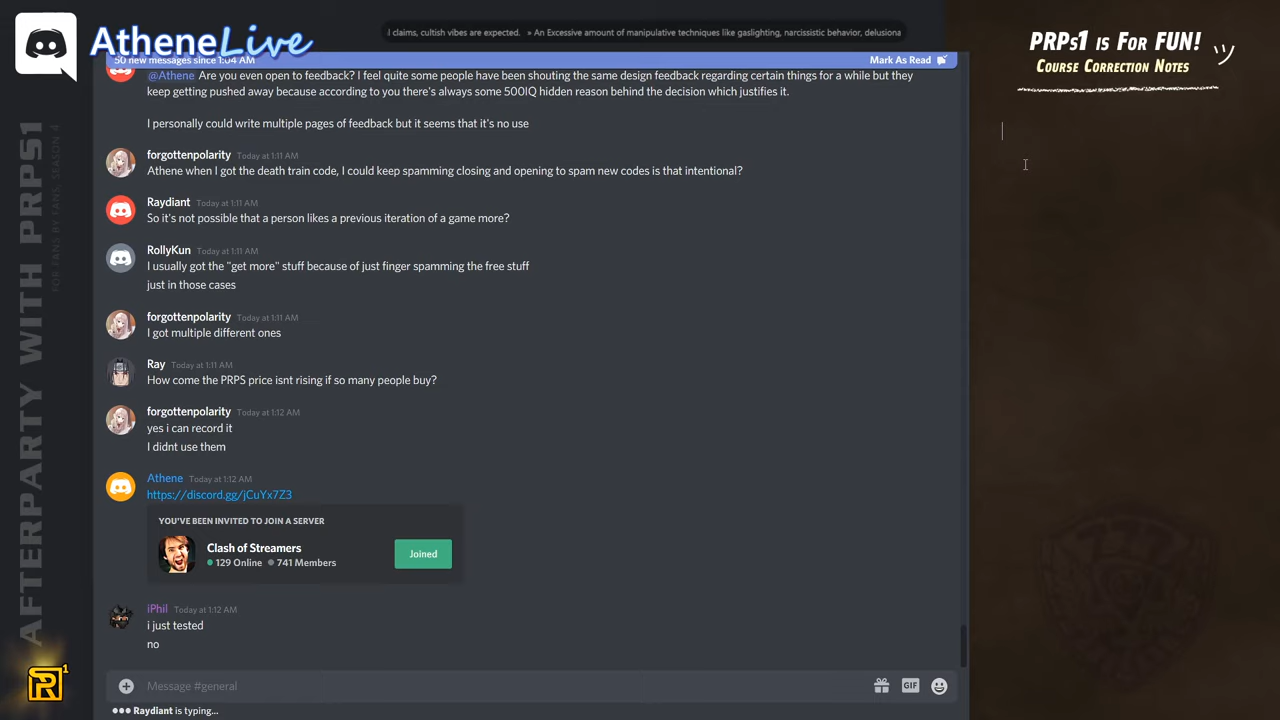 AtheneLive
l claims, cultish vibes are expected. » An Excessive amount of manipulative techniques like gaslighting, narcissistic behavior, delusiona
PRPS1 IS FOR FUN!
COURSE CORRECTION NOTES
AFTERPARTY WITH PRPS1
FOR FANS BY FANS, SEASON 4
50 new messages since 1:04 AM
Mark As Read
@Athene Are you even open to feedback? I feel quite some people have been shouting the same design feedback regarding certain things for a while but they
keep getting pushed away because according to you there's always some 500IQ hidden reason behind the decision which justifies it.
I personally could write multiple pages of feedback but it seems that it's no use
forgottenpolarity Today at 1:11 AM
Athene when I got the death train code, I could keep spamming closing and opening to spam new codes is that intentional?
Raydiant Today at 1:11 AM
So it's not possible that a person likes a previous iteration of a game more?
RollyKun Today at 1:11 AM
I usually got the "get more" stuff because of just finger spamming the free stuff
just in those cases
forgottenpolarity Today at 1:11 AM
I got multiple different ones
Ray Today at 1:11 AM
How come the PRPS price isnt rising if so many people buy?
forgottenpolarity Today at 1:12 AM
yes i can record it
I didnt use them
Athene Today at 1:12 AM
https://discord.gg/jCuYx7Z3
YOU'VE BEEN INVITED TO JOIN A SERVER
Clash of Streamers
129 Online 741 Members
Joined
iPhil Today at 1:12 AM
i just tested
no
Message #general
GIF
Raydiant is typing...
R1